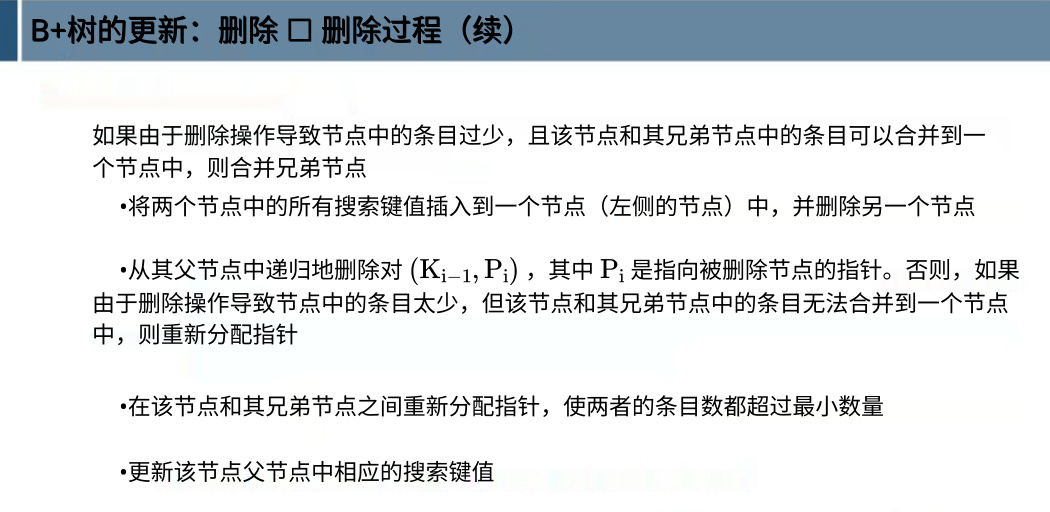 B+树的更新：删除 □ 删除过程（续）
如果由于删除操作导致节点中的条目过少，且该节点和其兄弟节点中的条目可以合并到一
个节点中，则合并兄弟节点
•将两个节点中的所有搜索键值插入到一个节点（左侧的节点）中，并删除另一个节点
•从其父节点中递归地删除对 (K_{i−1}, P_i) ，其中 P_i 是指向被删除节点的指针。否则，如果
由于删除操作导致节点中的条目太少，但该节点和其兄弟节点中的条目无法合并到一个节点
中，则重新分配指针
•在该节点和其兄弟节点之间重新分配指针，使两者的条目数都超过最小数量
•更新该节点父节点中相应的搜索键值